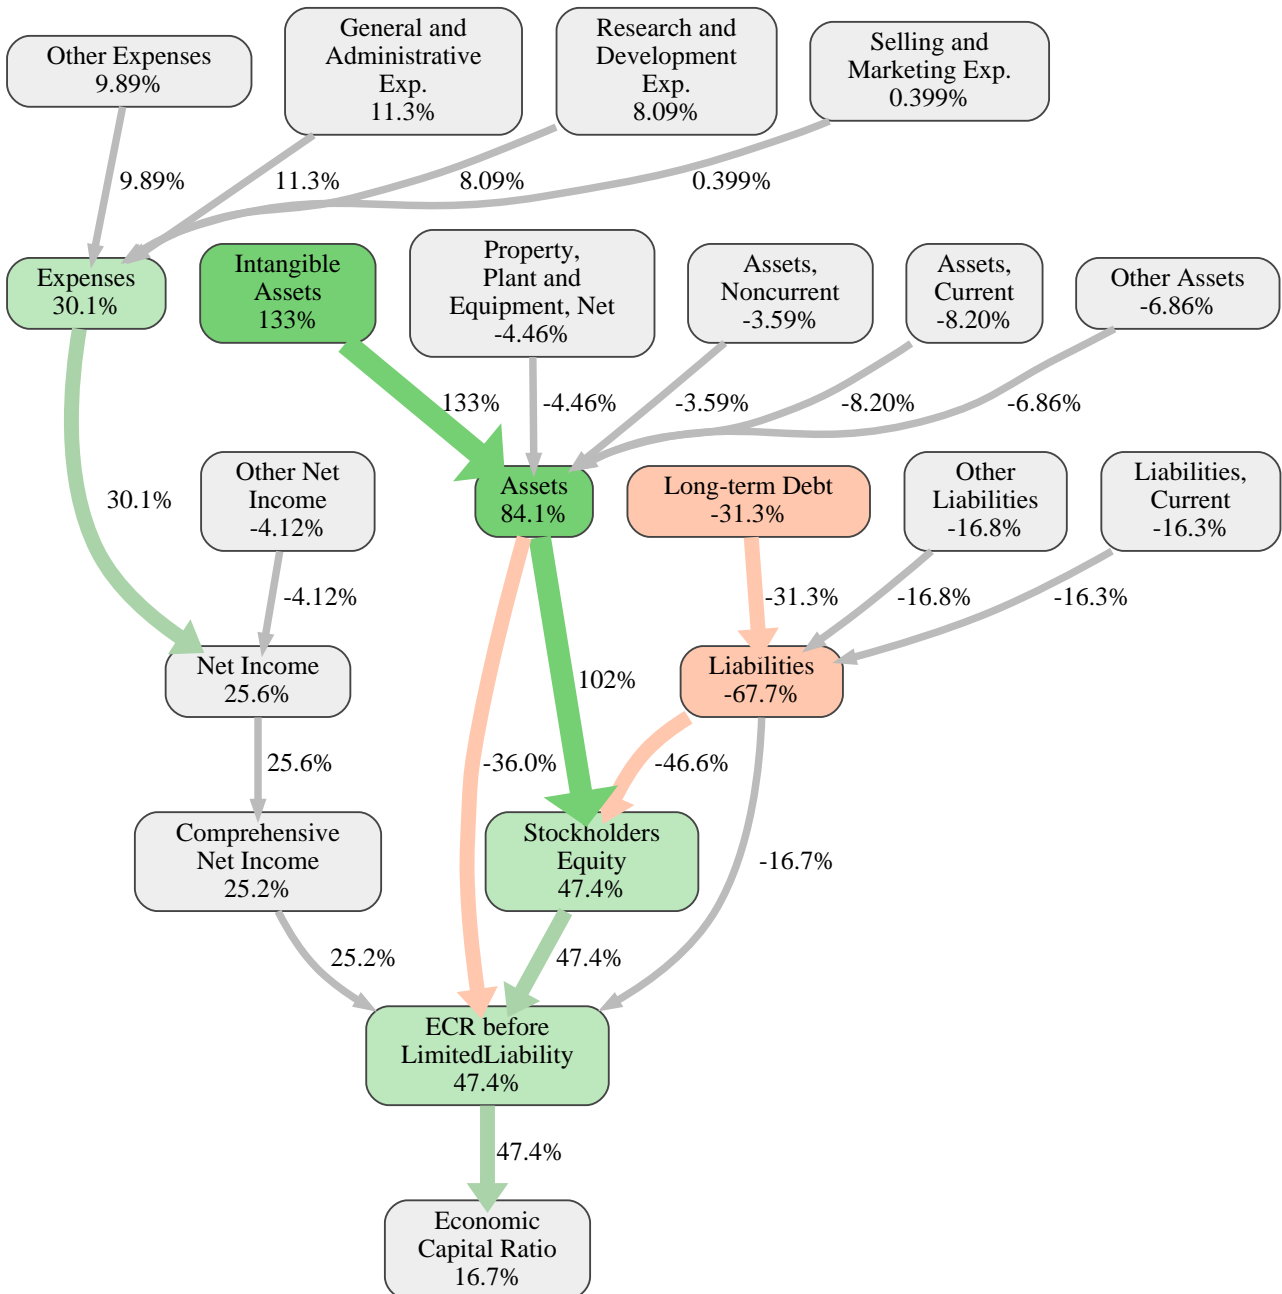 Other Expenses
9.89%
General and
Administrative
Exp.
11.3%
Research and
Development
Exp.
8.09%
Selling and
Marketing Exp.
0.399%
9.89%
11.3%
8.09%
0.399%
Expenses
30.1%
Intangible
Assets
133%
Property,
Plant and
Equipment, Net
-4.46%
Assets,
Noncurrent
-3.59%
Assets,
Current
-8.20%
Other Assets
-6.86%
133%
-4.46%
-3.59%
-8.20%
-6.86%
30.1%
Other Net
Income
-4.12%
Assets
84.1%
Long-term Debt
-31.3%
Other
Liabilities
-16.8%
Liabilities,
Current
-16.3%
-4.12%
-31.3%
-16.8%
-16.3%
Net Income
25.6%
102%
Liabilities
-67.7%
25.6%
-36.0%
-46.6%
Comprehensive
Net Income
25.2%
Stockholders
Equity
47.4%
-16.7%
25.2%
47.4%
ECR before
LimitedLiability
47.4%
47.4%
Economic
Capital Ratio
16.7%